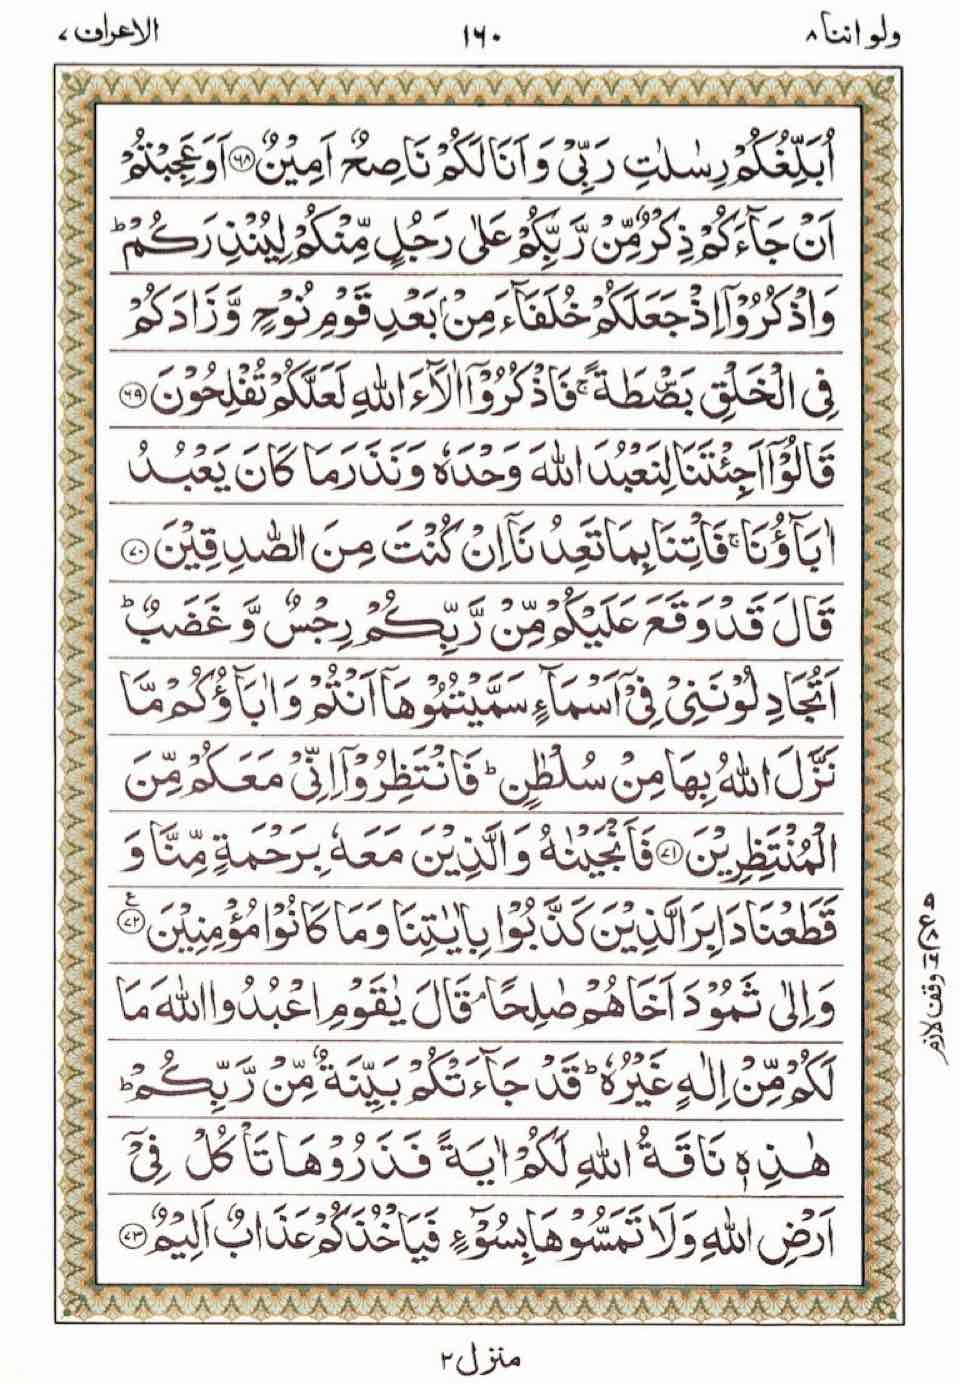 ولو اننا ٨
١٦٠
الاعراف ٧
اُبَلِّغُكُمْ رِسٰلٰتِ رَبِّىْ وَ اَنَا لَكُمْ نَاصِحٌ اَمِيْنٌ ﴿٦٨﴾ اَوَ عَجِبْتُمْ
اَنْ جَآءَكُمْ ذِكْرٌ مِّنْ رَّبِّكُمْ عَلٰى رَجُلٍ مِّنْكُمْ لِيُنْذِرَكُمْ ؕ
وَاذْكُرُوْۤا اِذْ جَعَلَكُمْ خُلَفَآءَ مِنْۢ بَعْدِ قَوْمِ نُوْحٍ وَّ زَادَكُمْ
فِى الْخَلْقِ بَصْۜطَةً ۚ فَاذْكُرُوْۤا اٰلَآءَ اللّٰهِ لَعَلَّكُمْ تُفْلِحُوْنَ ﴿٦٩﴾
قَالُوْۤا اَجِئْتَنَا لِنَعْبُدَ اللّٰهَ وَحْدَهٗ وَ نَذَرَ مَا كَانَ يَعْبُدُ
اٰبَآؤُنَا ۚ فَاْتِنَا بِمَا تَعِدُنَاۤ اِنْ كُنْتَ مِنَ الصّٰدِقِيْنَ ﴿٧٠﴾
قَالَ قَدْ وَقَعَ عَلَيْكُمْ مِّنْ رَّبِّكُمْ رِجْسٌ وَّ غَضَبٌ ؕ
اَتُجَادِلُوْنَنِىْ فِىْۤ اَسْمَآءٍ سَمَّيْتُمُوْهَاۤ اَنْتُمْ وَ اٰبَآؤُكُمْ مَّا
نَزَّلَ اللّٰهُ بِهَا مِنْ سُلْطٰنٍ ؕ فَانْتَظِرُوْۤا اِنِّىْ مَعَكُمْ مِّنَ
الْمُنْتَظِرِيْنَ ﴿٧١﴾ فَاَنْجَيْنٰهُ وَ الَّذِيْنَ مَعَهٗ بِرَحْمَةٍ مِّنَّا وَ
قَطَعْنَا دَابِرَ الَّذِيْنَ كَذَّبُوْا بِاٰيٰتِنَا وَمَا كَانُوْا مُؤْمِنِيْنَ ﴿٧٢﴾ ع
وَ اِلٰى ثَمُوْدَ اَخَاهُمْ صٰلِحًا ۘ قَالَ يٰقَوْمِ اعْبُدُوا اللّٰهَ مَا
لَكُمْ مِّنْ اِلٰهٍ غَيْرُهٗ ؕ قَدْ جَآءَتْكُمْ بَيِّنَةٌ مِّنْ رَّبِّكُمْ ؕ
هٰذِهٖ نَاقَةُ اللّٰهِ لَكُمْ اٰيَةً فَذَرُوْهَا تَاْكُلْ فِىْۤ
اَرْضِ اللّٰهِ وَلَا تَمَسُّوْهَا بِسُوْٓءٍ فَيَاْخُذَكُمْ عَذَابٌ اَلِيْمٌ ﴿٧٣﴾
وقف لازم
منزل ٢